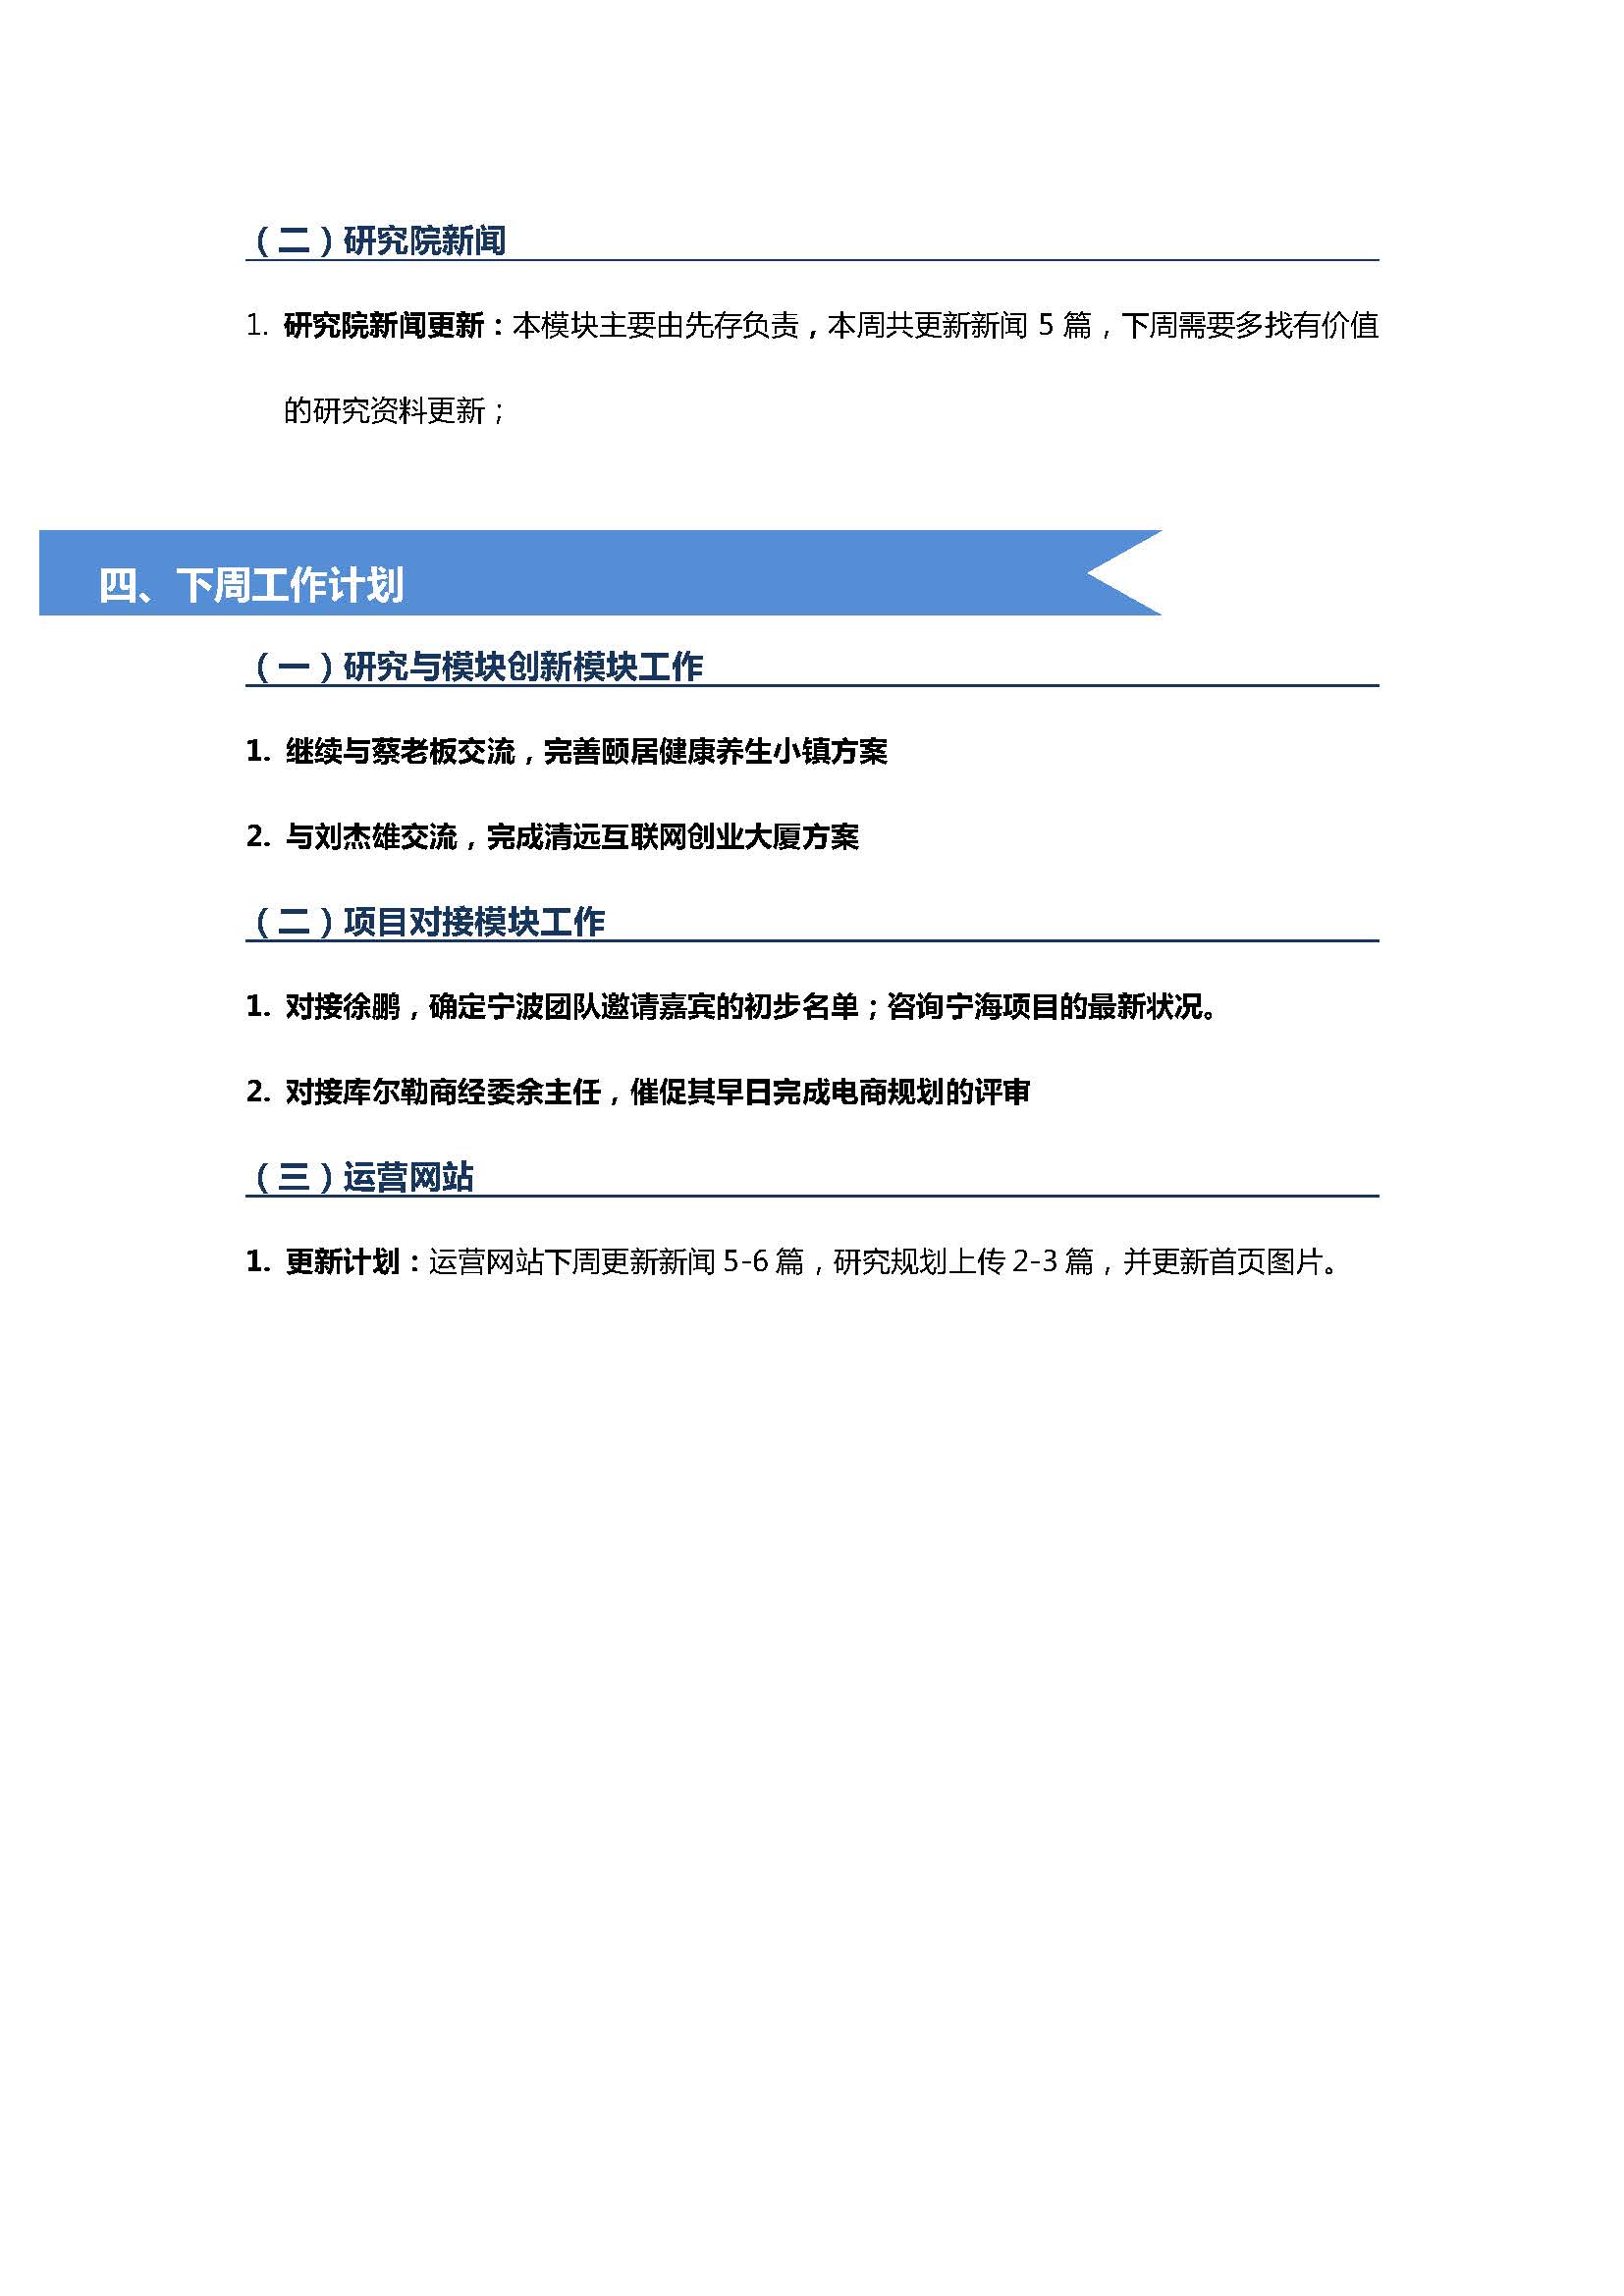 （二）研究院新闻
1. 研究院新闻更新：本模块主要由先存负责，本周共更新新闻 5 篇，下周需要多找有价值
的研究资料更新；
四、下周工作计划
（一）研究与模块创新模块工作
1. 继续与蔡老板交流，完善颐居健康养生小镇方案
2. 与刘杰雄交流，完成清远互联网创业大厦方案
（二）项目对接模块工作
1. 对接徐鹏，确定宁波团队邀请嘉宾的初步名单；咨询宁海项目的最新状况。
2. 对接库尔勒商经委余主任，催促其早日完成电商规划的评审
（三）运营网站
1. 更新计划：运营网站下周更新新闻 5-6 篇，研究规划上传 2-3 篇，并更新首页图片。